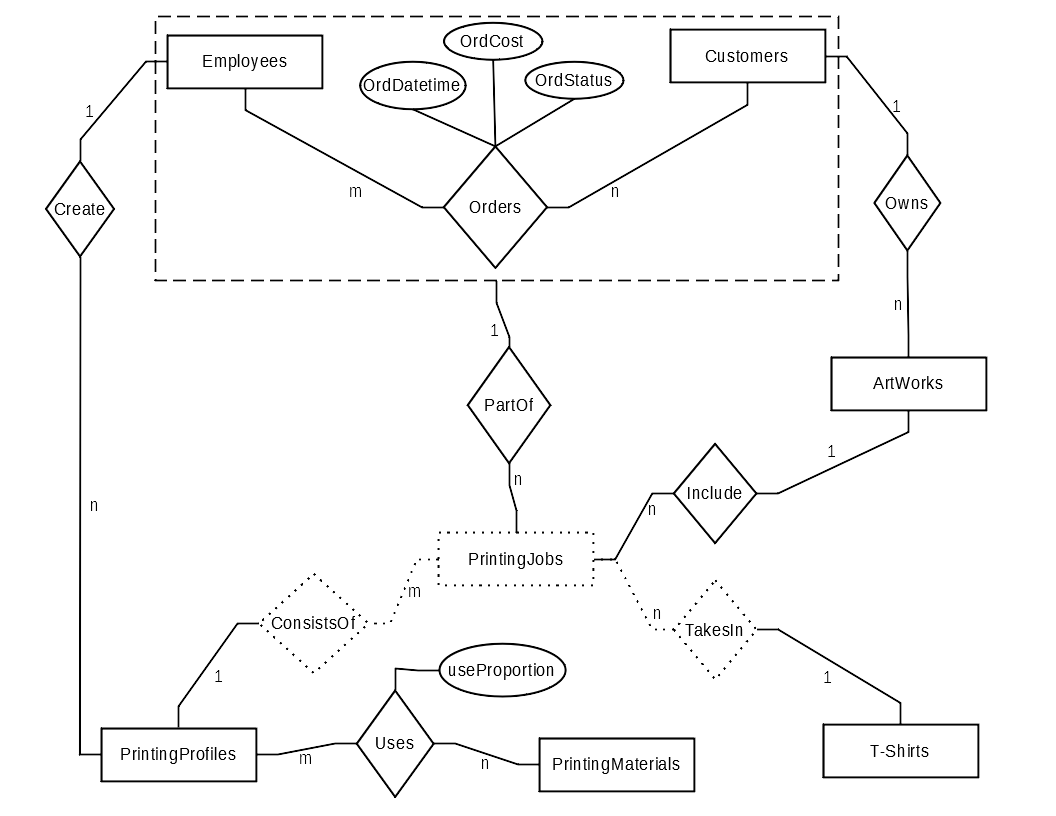 OrdCost
Employees
Customers
OrdDatetime
OrdStatus
1
1
m
n
Create
Orders
Owns
n
1
ArtWorks
PartOf
1
n
Include
n
n
PrintingJobs
m
n
ConsistsOf
TakesIn
useProportion
1
1
PrintingProfiles
Uses
T-Shirts
m
n
PrintingMaterials